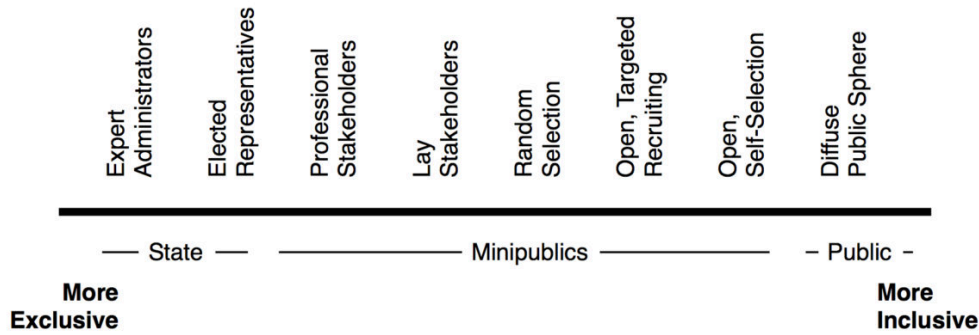 Expert
Administrators
Elected
Representatives
Professional
Stakeholders
Lay
Stakeholders
Random
Selection
Open, Targeted
Recruiting
Open,
Self-Selection
Diffuse
Public Sphere
State
Minipublics
Public
More
Exclusive
More
Inclusive